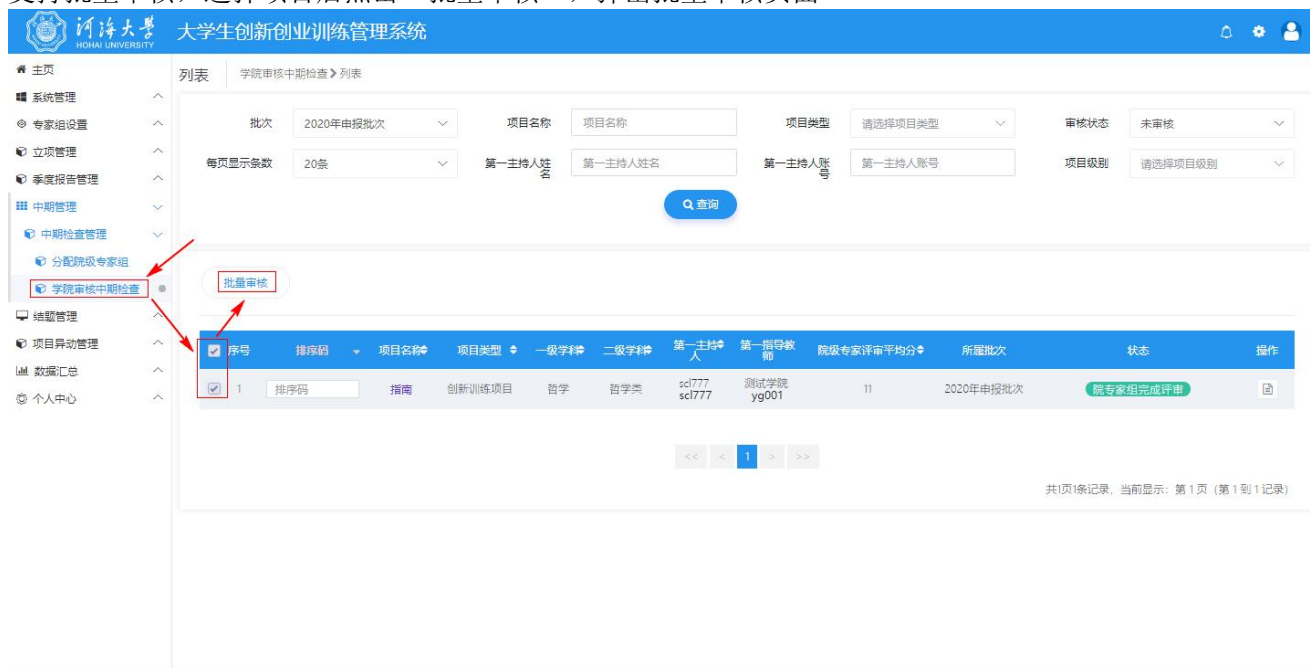 河海大学 大学生创新创业训练管理系统
HOHAI UNIVERSITY
主页
系统管理
专家组设置
立项管理
季度报告管理
中期管理
中期检查管理
分配院级专家组
学院审核中期检查
结题管理
项目异动管理
数据汇总
个人中心
列表 学院审核中期检查 > 列表
批次 2020年申报批次 项目名称 项目名称 项目类型 请选择项目类型 审核状态 未审核
每页显示条数 20条 第一主持人姓名 第一主持人姓名 第一主持人账号 第一主持人账号 项目级别 请选择项目级别
查询
批量审核
序号 排序码 项目名称 项目类型 一级学科 二级学科 第一主持人 第一指导教师 院级专家评审平均分 所属批次 状态 操作
1 排序码 指南 创新训练项目 哲学 哲学类 scl777 测试学院 11 2020年申报批次 院专家组完成评审
scl777 yg001
<< < 1 > >>
共1页1条记录, 当前显示: 第 1 页 (第 1 到 1 记录)